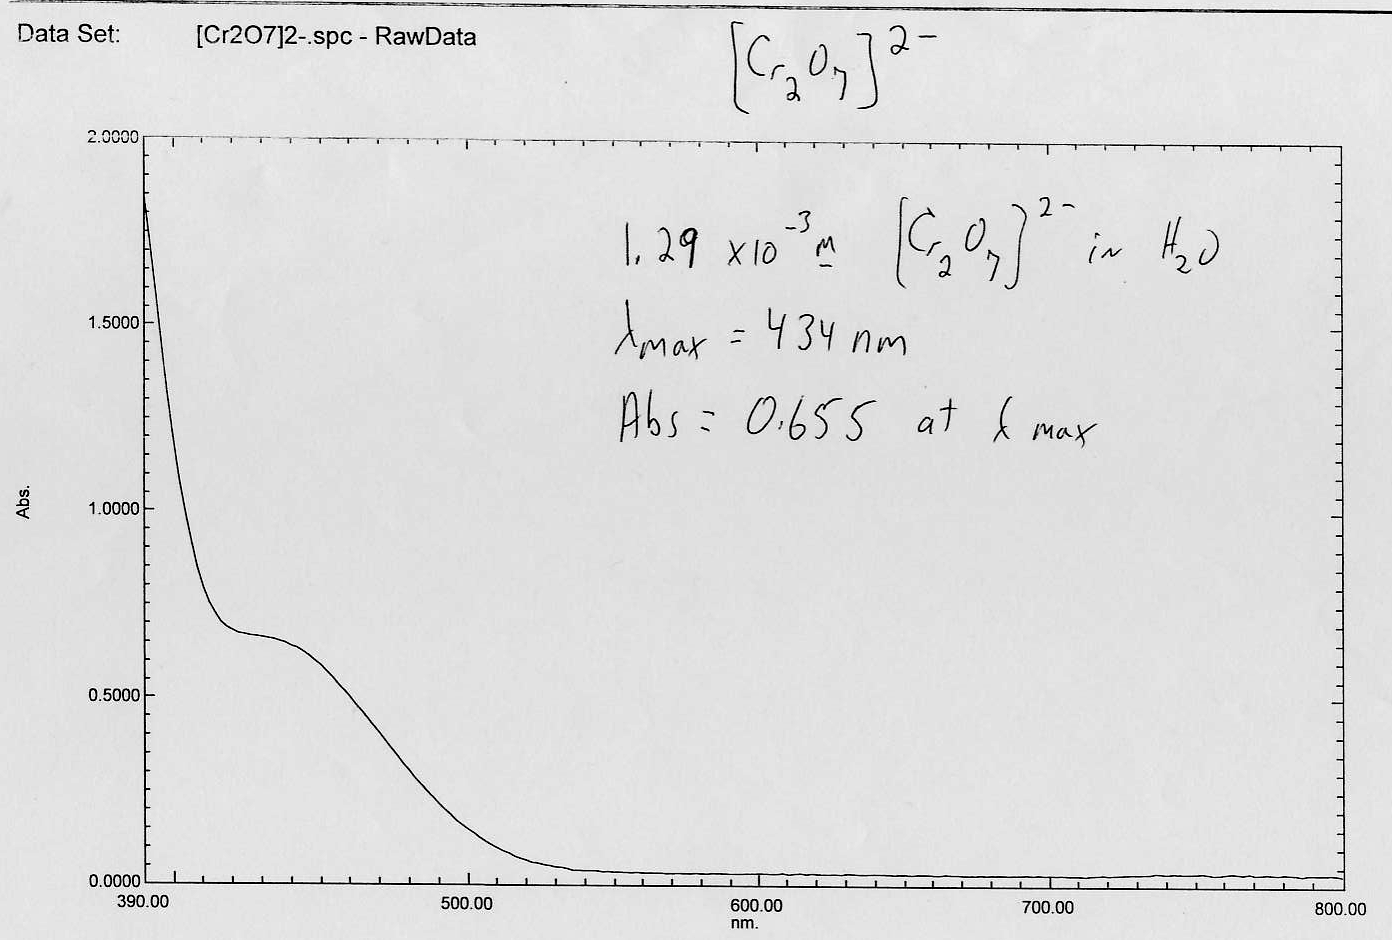 Data Set: [Cr2O7]2-.spc - RawData
[Cr₂O₇]²⁻
2.0000
1.29 x10⁻³ M [Cr₂O₇]²⁻ in H₂O
1.5000
λmax = 434 nm
Abs = 0.655 at λ max
1.0000
Abs.
0.5000
0.0000
390.00 500.00 600.00 700.00 800.00
nm.